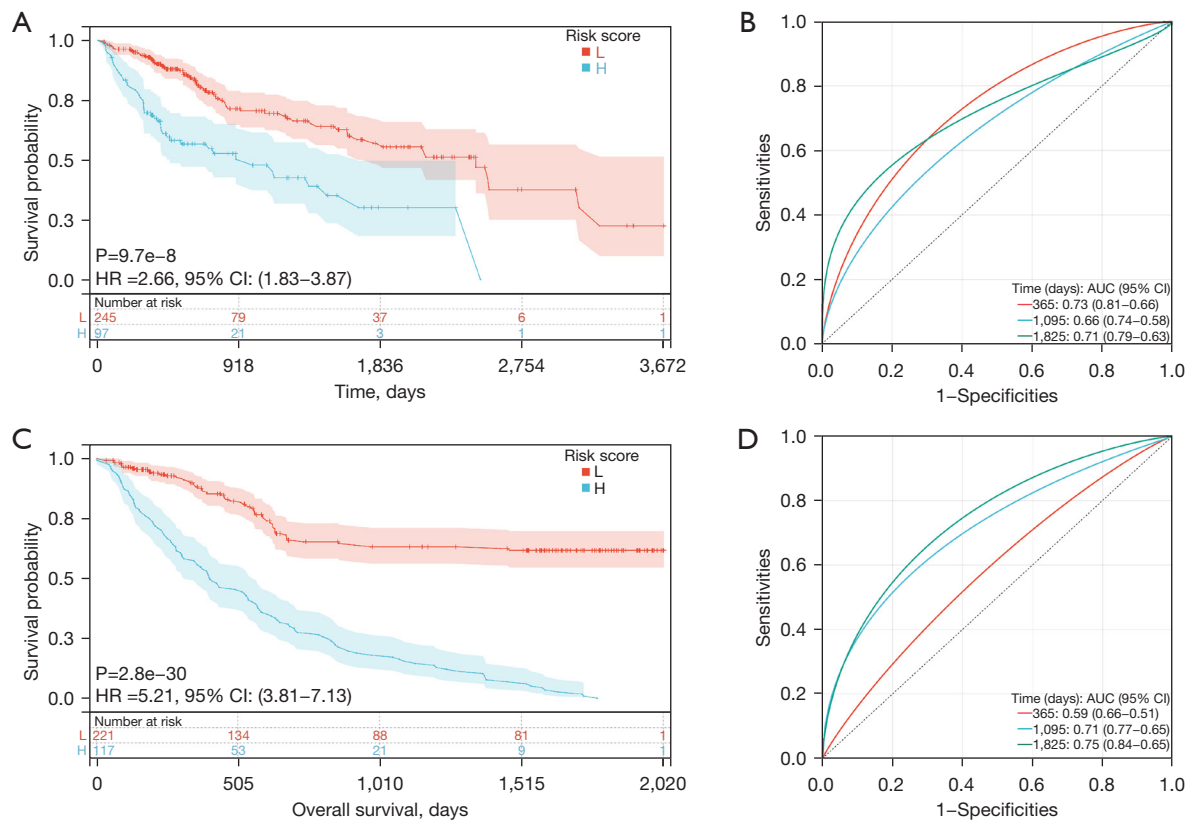 A
Risk score
L
H
1.0
0.8
0.5
0.3
0.0
Survival probability
P=9.7e−8
HR =2.66, 95% CI: (1.83−3.87)
Number at risk
L 245 79 37 6 1
H 97 21 3 1 1
0 918 1,836 2,754 3,672
Time, days
B
1.0
0.8
0.6
0.4
0.2
0.0
Sensitivities
Time (days): AUC (95% CI)
365: 0.73 (0.81−0.66)
1,095: 0.66 (0.74−0.58)
1,825: 0.71 (0.79−0.63)
0.0 0.2 0.4 0.6 0.8 1.0
1−Specificities
C
Risk score
L
H
1.0
0.8
0.5
0.3
0.0
Survival probability
P=2.8e−30
HR =5.21, 95% CI: (3.81−7.13)
Number at risk
L 221 134 88 81 1
H 117 53 21 9 1
0 505 1,010 1,515 2,020
Overall survival, days
D
1.0
0.8
0.6
0.4
0.2
0.0
Sensitivities
Time (days): AUC (95% CI)
365: 0.59 (0.66−0.51)
1,095: 0.71 (0.77−0.65)
1,825: 0.75 (0.84−0.65)
0.0 0.2 0.4 0.6 0.8 1.0
1−Specificities